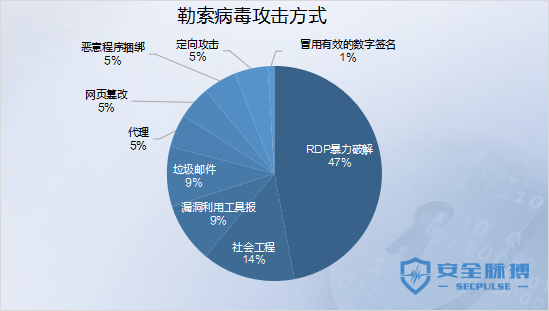 勒索病毒攻击方式
恶意程序捆绑
5%
定向攻击
5%
冒用有效的数字签名
1%
网页篡改
5%
代理
5%
垃圾邮件
9%
漏洞利用工具报
9%
社会工程
14%
RDP暴力破解
47%
安全脉搏
SECPULSE